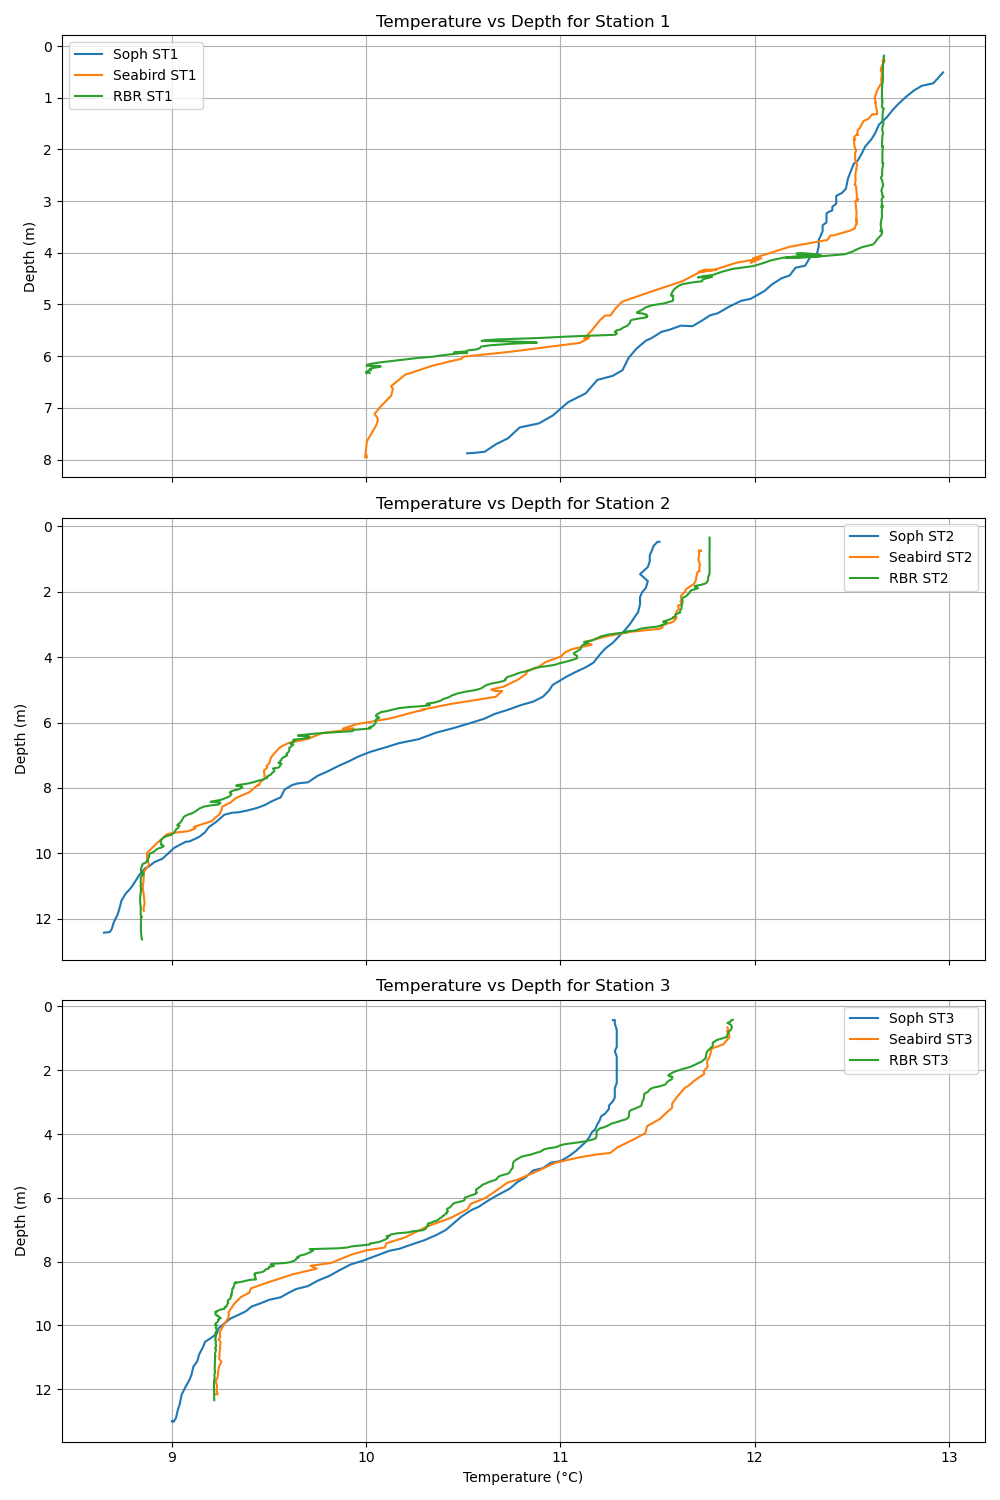 Temperature vs Depth for Station 1
Soph ST1
Seabird ST1
RBR ST1
0
1
2
3
4
5
6
7
8
Depth (m)
Temperature vs Depth for Station 2
Soph ST2
Seabird ST2
RBR ST2
0
2
4
6
8
10
12
Depth (m)
Temperature vs Depth for Station 3
Soph ST3
Seabird ST3
RBR ST3
0
2
4
6
8
10
12
Depth (m)
9 10 11 12 13
Temperature (°C)